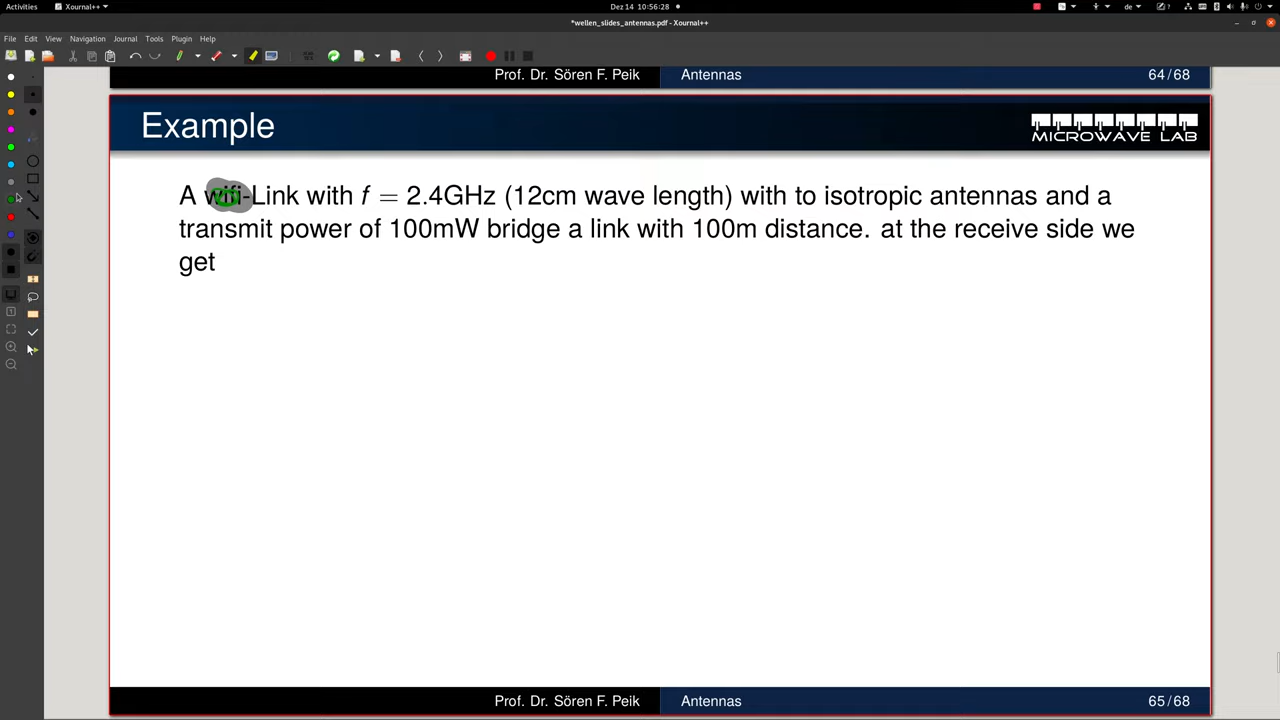 Activities
Xournal++
Dez 14 10:56:28
de
*wellen_slides_antennas.pdf - Xournal++
File Edit View Navigation Journal Tools Plugin Help
Prof. Dr. Sören F. Peik
Antennas
64/68
Example
MICROWAVE LAB
A wifi-Link with f = 2.4GHz (12cm wave length) with to isotropic antennas and a
transmit power of 100mW bridge a link with 100m distance. at the receive side we
get
Prof. Dr. Sören F. Peik
Antennas
65/68